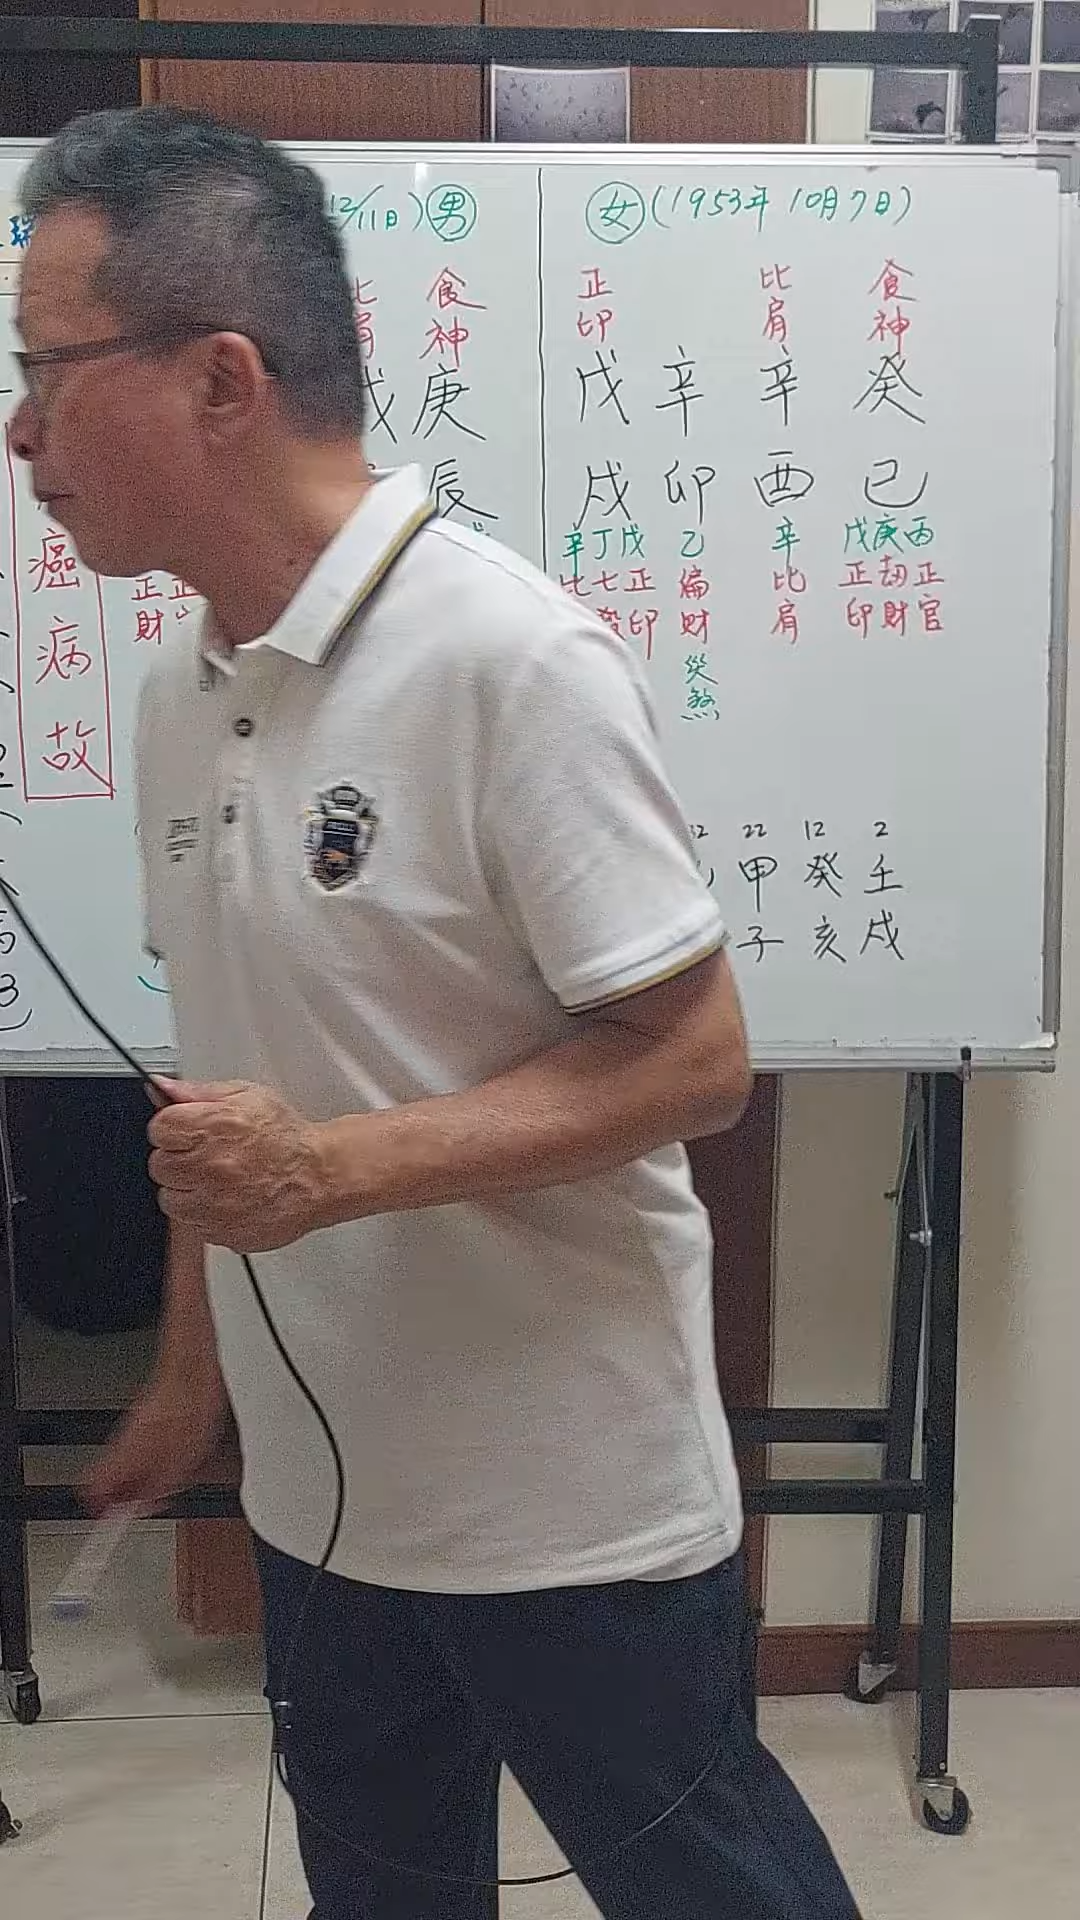 12/11日) 男
食神
庚
辰
正財
癌病故
女 (1953年10月7日)
正印 比肩 食神
戊 辛 辛 癸
戌 卯 酉 巳
辛丁戊 乙 辛 戊庚丙
比 七 正印 偏財 比肩 正印 劫財 正官
災煞
22 12 2
甲 癸 壬
子 亥 戌